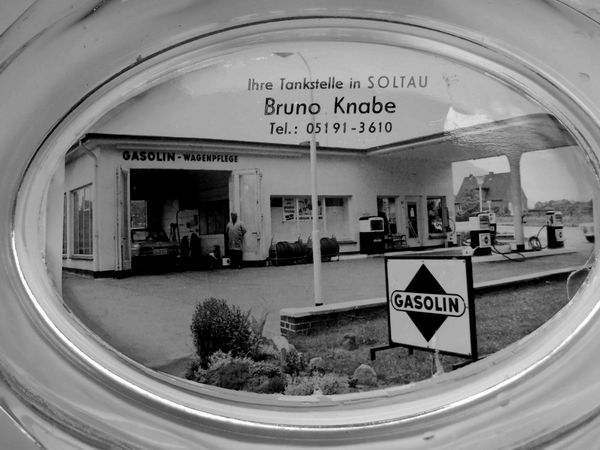 Ihre Tankstelle in SOLTAU
Bruno Knabe
Tel.: 05191-3610
GASOLIN - WAGENPFLEGE
GASOLIN